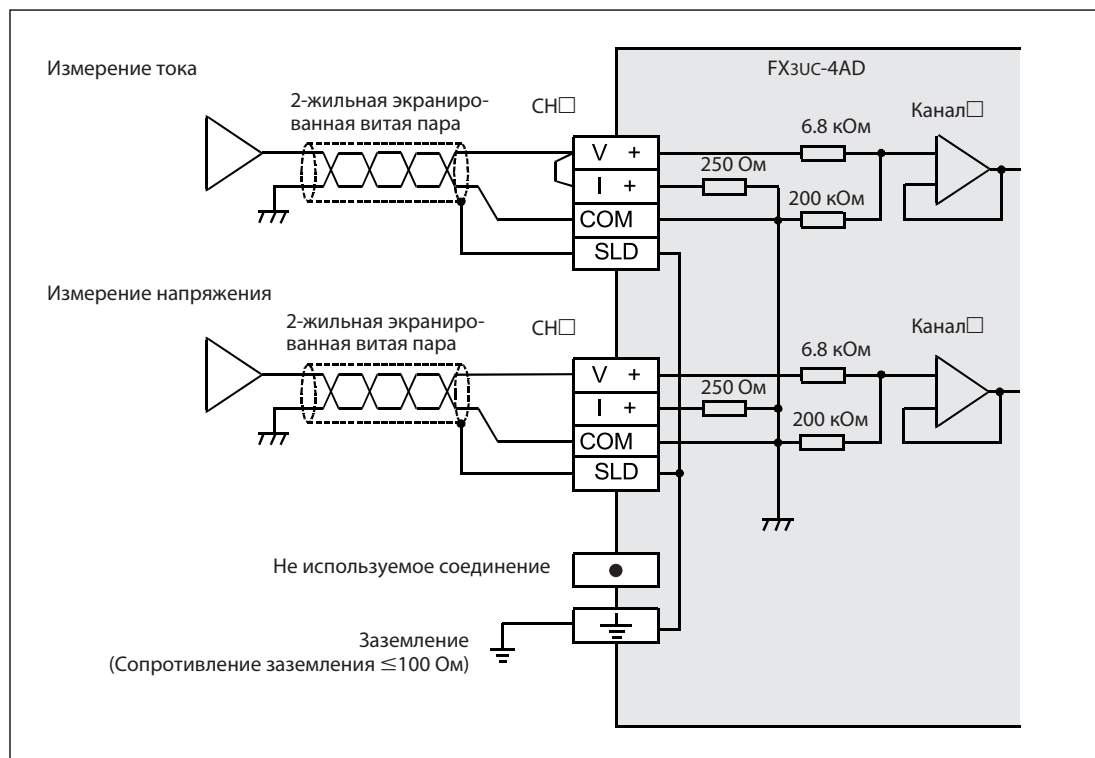 Измерение тока
FX3UC-4AD
2-жильная экраниро-
ванная витая пара
CH□
Канал□
6.8 кОм
V +
250 Ом
I +
200 кОм
COM
SLD
Измерение напряжения
2-жильная экраниро-
ванная витая пара
CH□
Канал□
6.8 кОм
V +
250 Ом
I +
200 кОм
COM
SLD
Не используемое соединение
Заземление
(Сопротивление заземления ≤100 Ом)